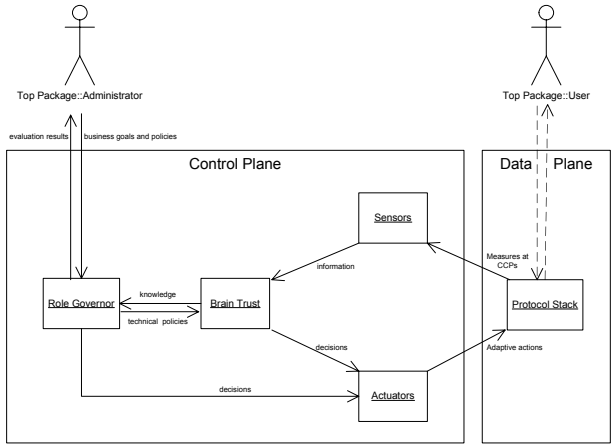 Top Package::Administrator
Top Package::User
evaluation results
business goals and policies
Control Plane
Data Plane
Sensors
Measures at
CCPs
information
Role Governor
knowledge
technical policies
Brain Trust
Protocol Stack
decisions
Adaptive actions
decisions
Actuators